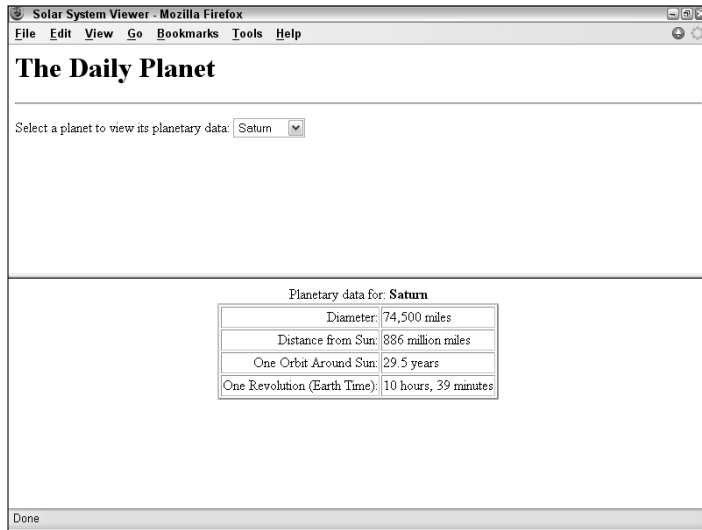 Solar System Viewer - Mozilla Firefox
File Edit View Go Bookmarks Tools Help
The Daily Planet
Select a planet to view its planetary data: Saturn
Planetary data for: Saturn
Diameter: 74,500 miles
Distance from Sun: 886 million miles
One Orbit Around Sun: 29.5 years
One Revolution (Earth Time): 10 hours, 39 minutes
Done